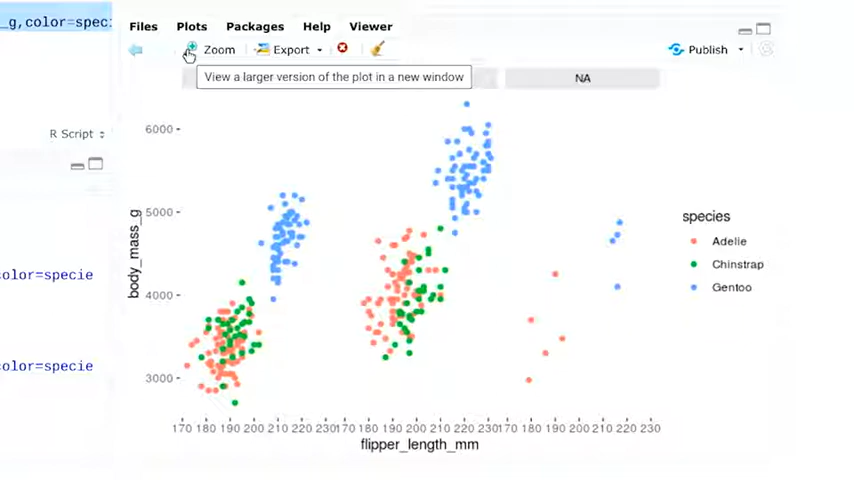 _g,color=speci
Files Plots Packages Help Viewer
Zoom Export Publish
View a larger version of the plot in a new window
NA
R Script
color=specie
color=specie
6000
5000
4000
3000
body_mass_g
170 180 190 200 210 220 230 170 180 190 200 210 220 230 170 180 190 200 210 220 230
flipper_length_mm
species
Adelie
Chinstrap
Gentoo